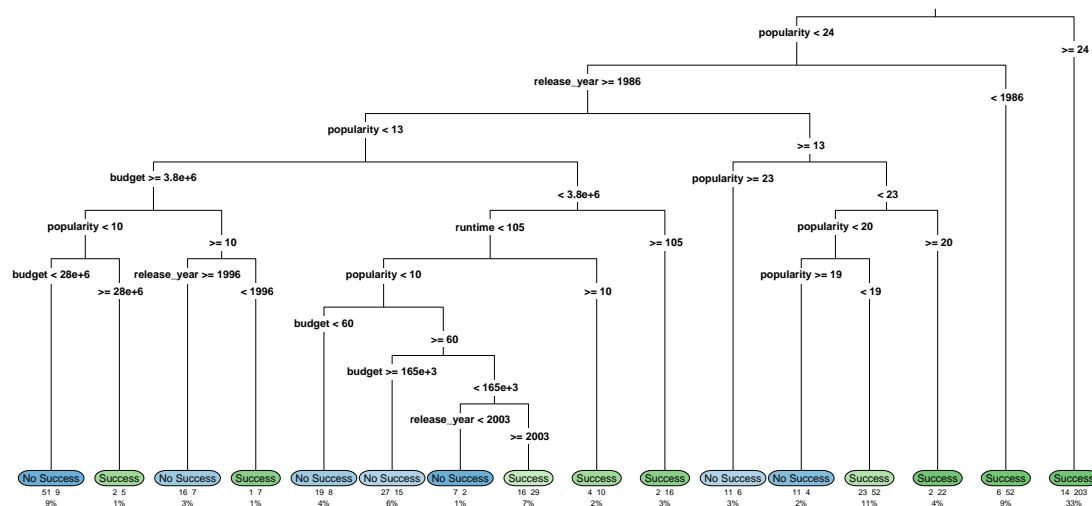 popularity < 24
>= 24
release_year >= 1986
< 1986
popularity < 13
>= 13
budget >= 3.8e+6
< 3.8e+6
popularity >= 23
< 23
popularity < 10
>= 10
runtime < 105
>= 105
popularity < 20
>= 20
budget < 28e+6
>= 28e+6
release_year >= 1996
< 1996
popularity < 10
>= 10
popularity >= 19
< 19
budget < 60
>= 60
budget >= 165e+3
< 165e+3
release_year < 2003
>= 2003
No Success Success No Success Success No Success No Success No Success Success Success Success No Success No Success Success Success Success Success
51 9 2 5 16 7 1 7 19 8 27 15 7 2 16 29 4 10 2 16 11 6 11 4 23 52 2 22 6 52 14 203
9% 1% 3% 1% 4% 6% 1% 7% 2% 3% 3% 2% 11% 4% 9% 33%